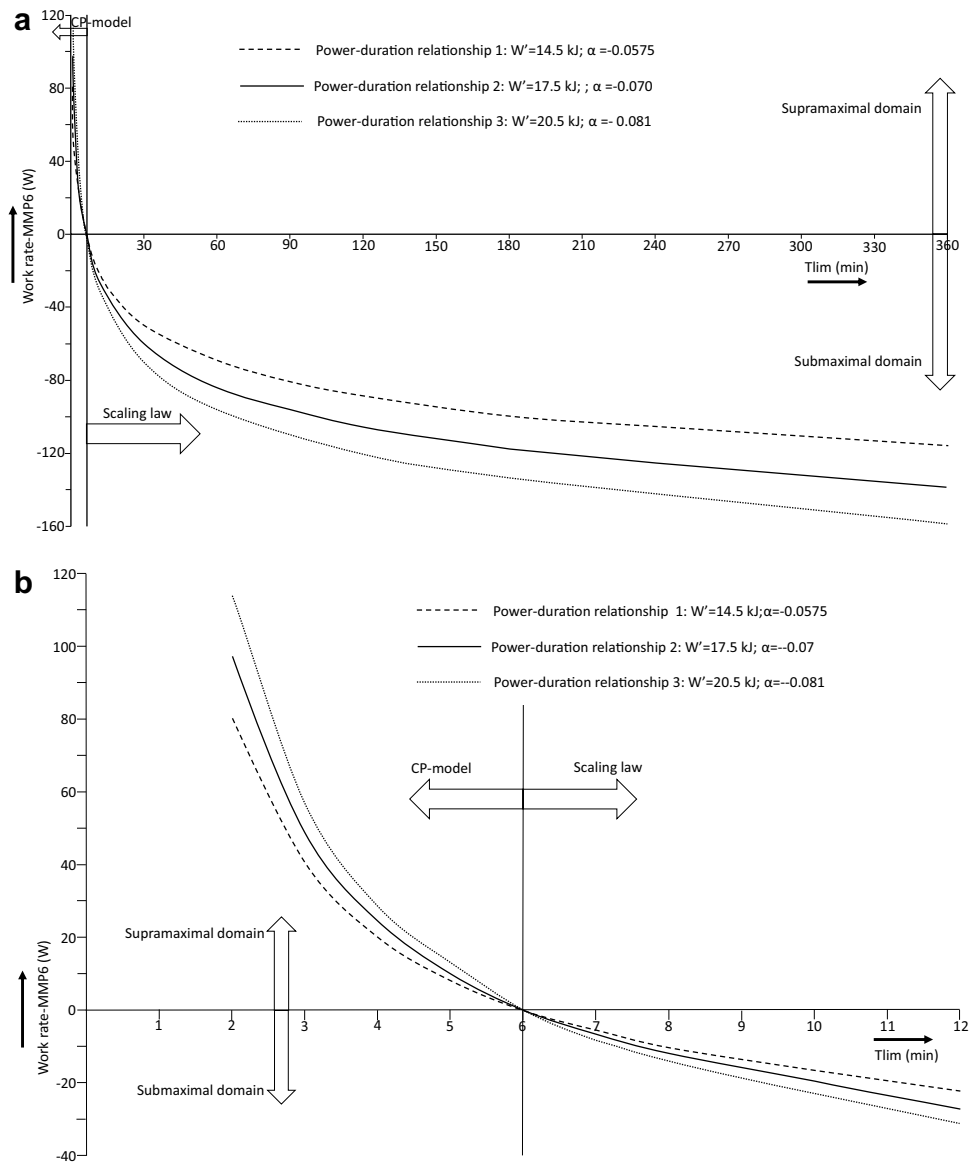 a
120
CP-model
Power-duration relationship 1: W'=14.5 kJ; α =-0.0575
Power-duration relationship 2: W'=17.5 kJ; ; α =-0.070
Power-duration relationship 3: W'=20.5 kJ; α =- 0.081
80
Supramaximal domain
40
Work rate-MMP6 (W)
0
30 60 90 120 150 180 210 240 270 300 330 360
Tlim (min)
-40
Submaximal domain
-80
Scaling law
-120
-160
b
120
Power-duration relationship 1: W'=14.5 kJ;α=-0.0575
100
Power-duration relationship 2: W'=17.5 kJ; α=--0.07
Power-duration relationship 3: W'=20.5 kJ; α=--0.081
80
CP-model
Scaling law
60
40
Supramaximal domain
20
Work rate-MMP6 (W)
0
1 2 3 4 5 6 7 8 9 10 11 12
Tlim (min)
-20
Submaximal domain
-40